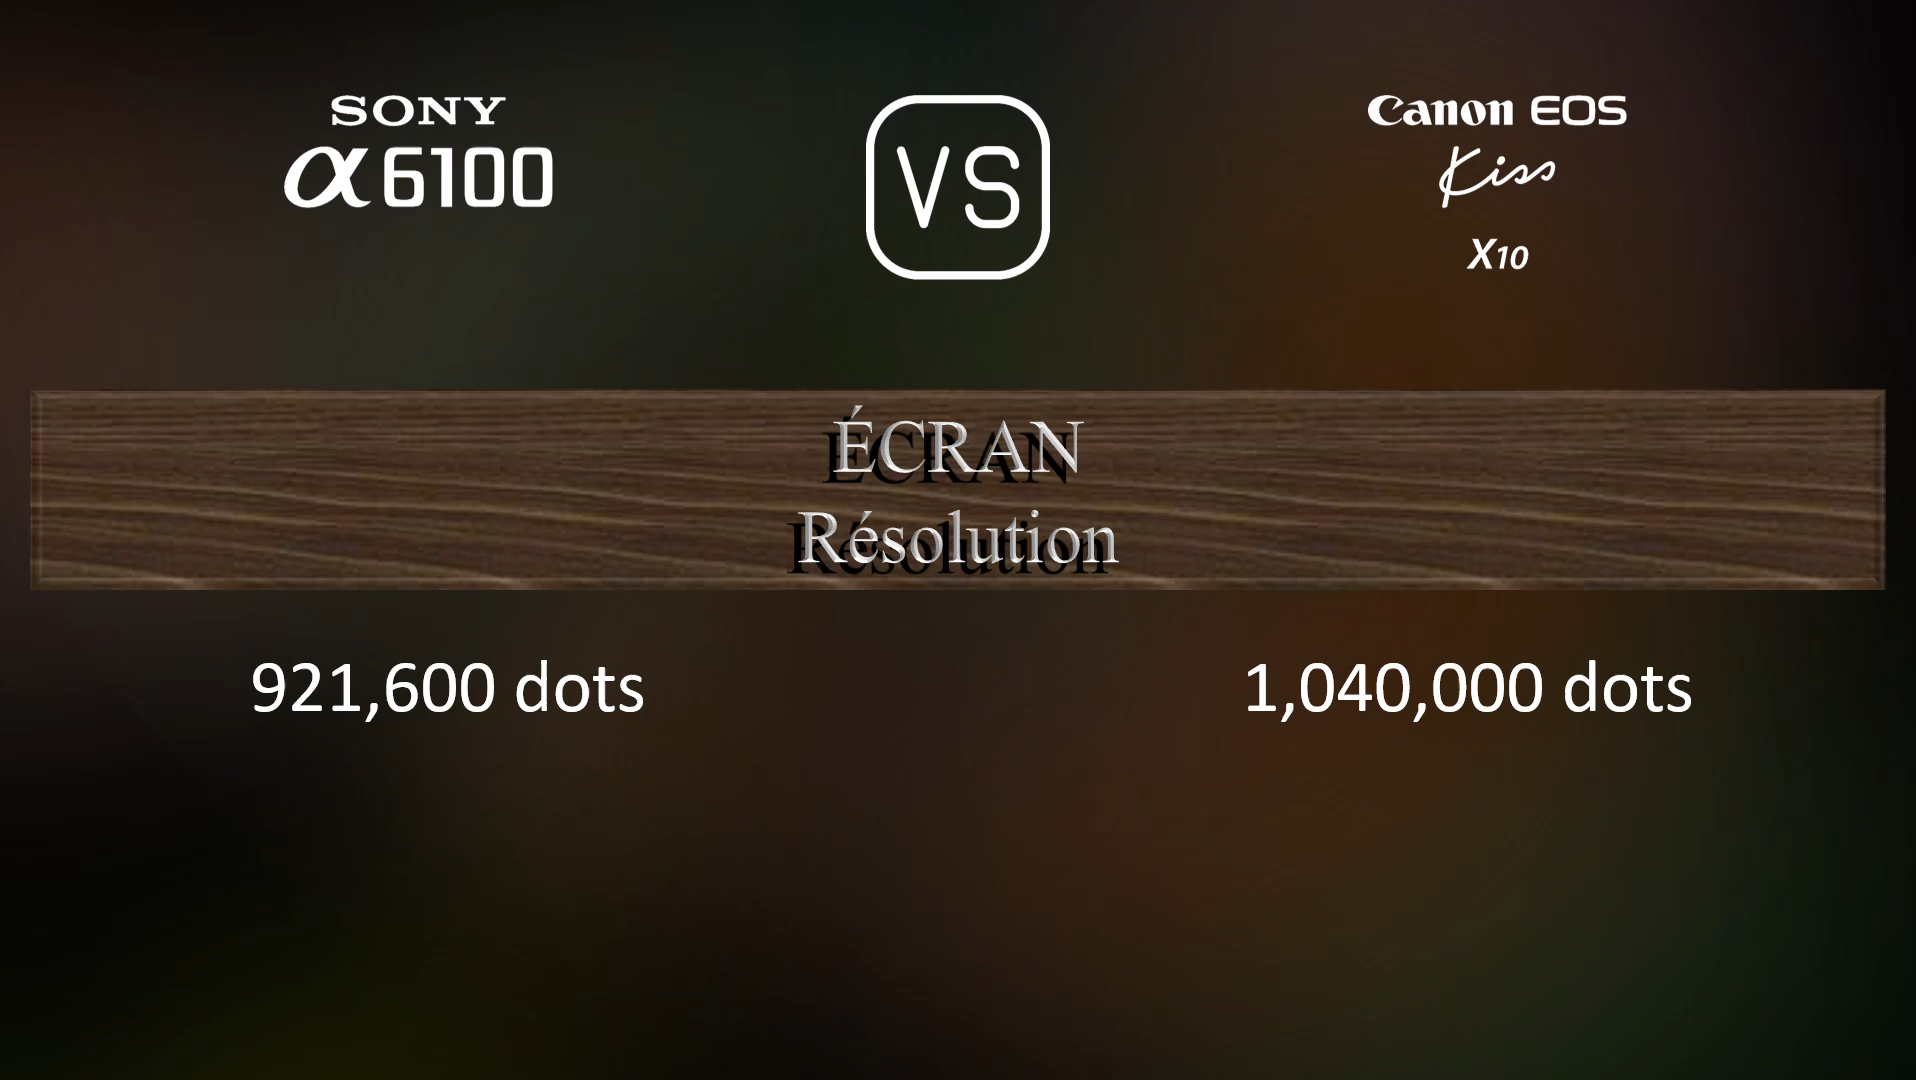 SONY
α6100
VS
Canon EOS
Kiss
X10
ÉCRAN
Résolution
921,600 dots
1,040,000 dots